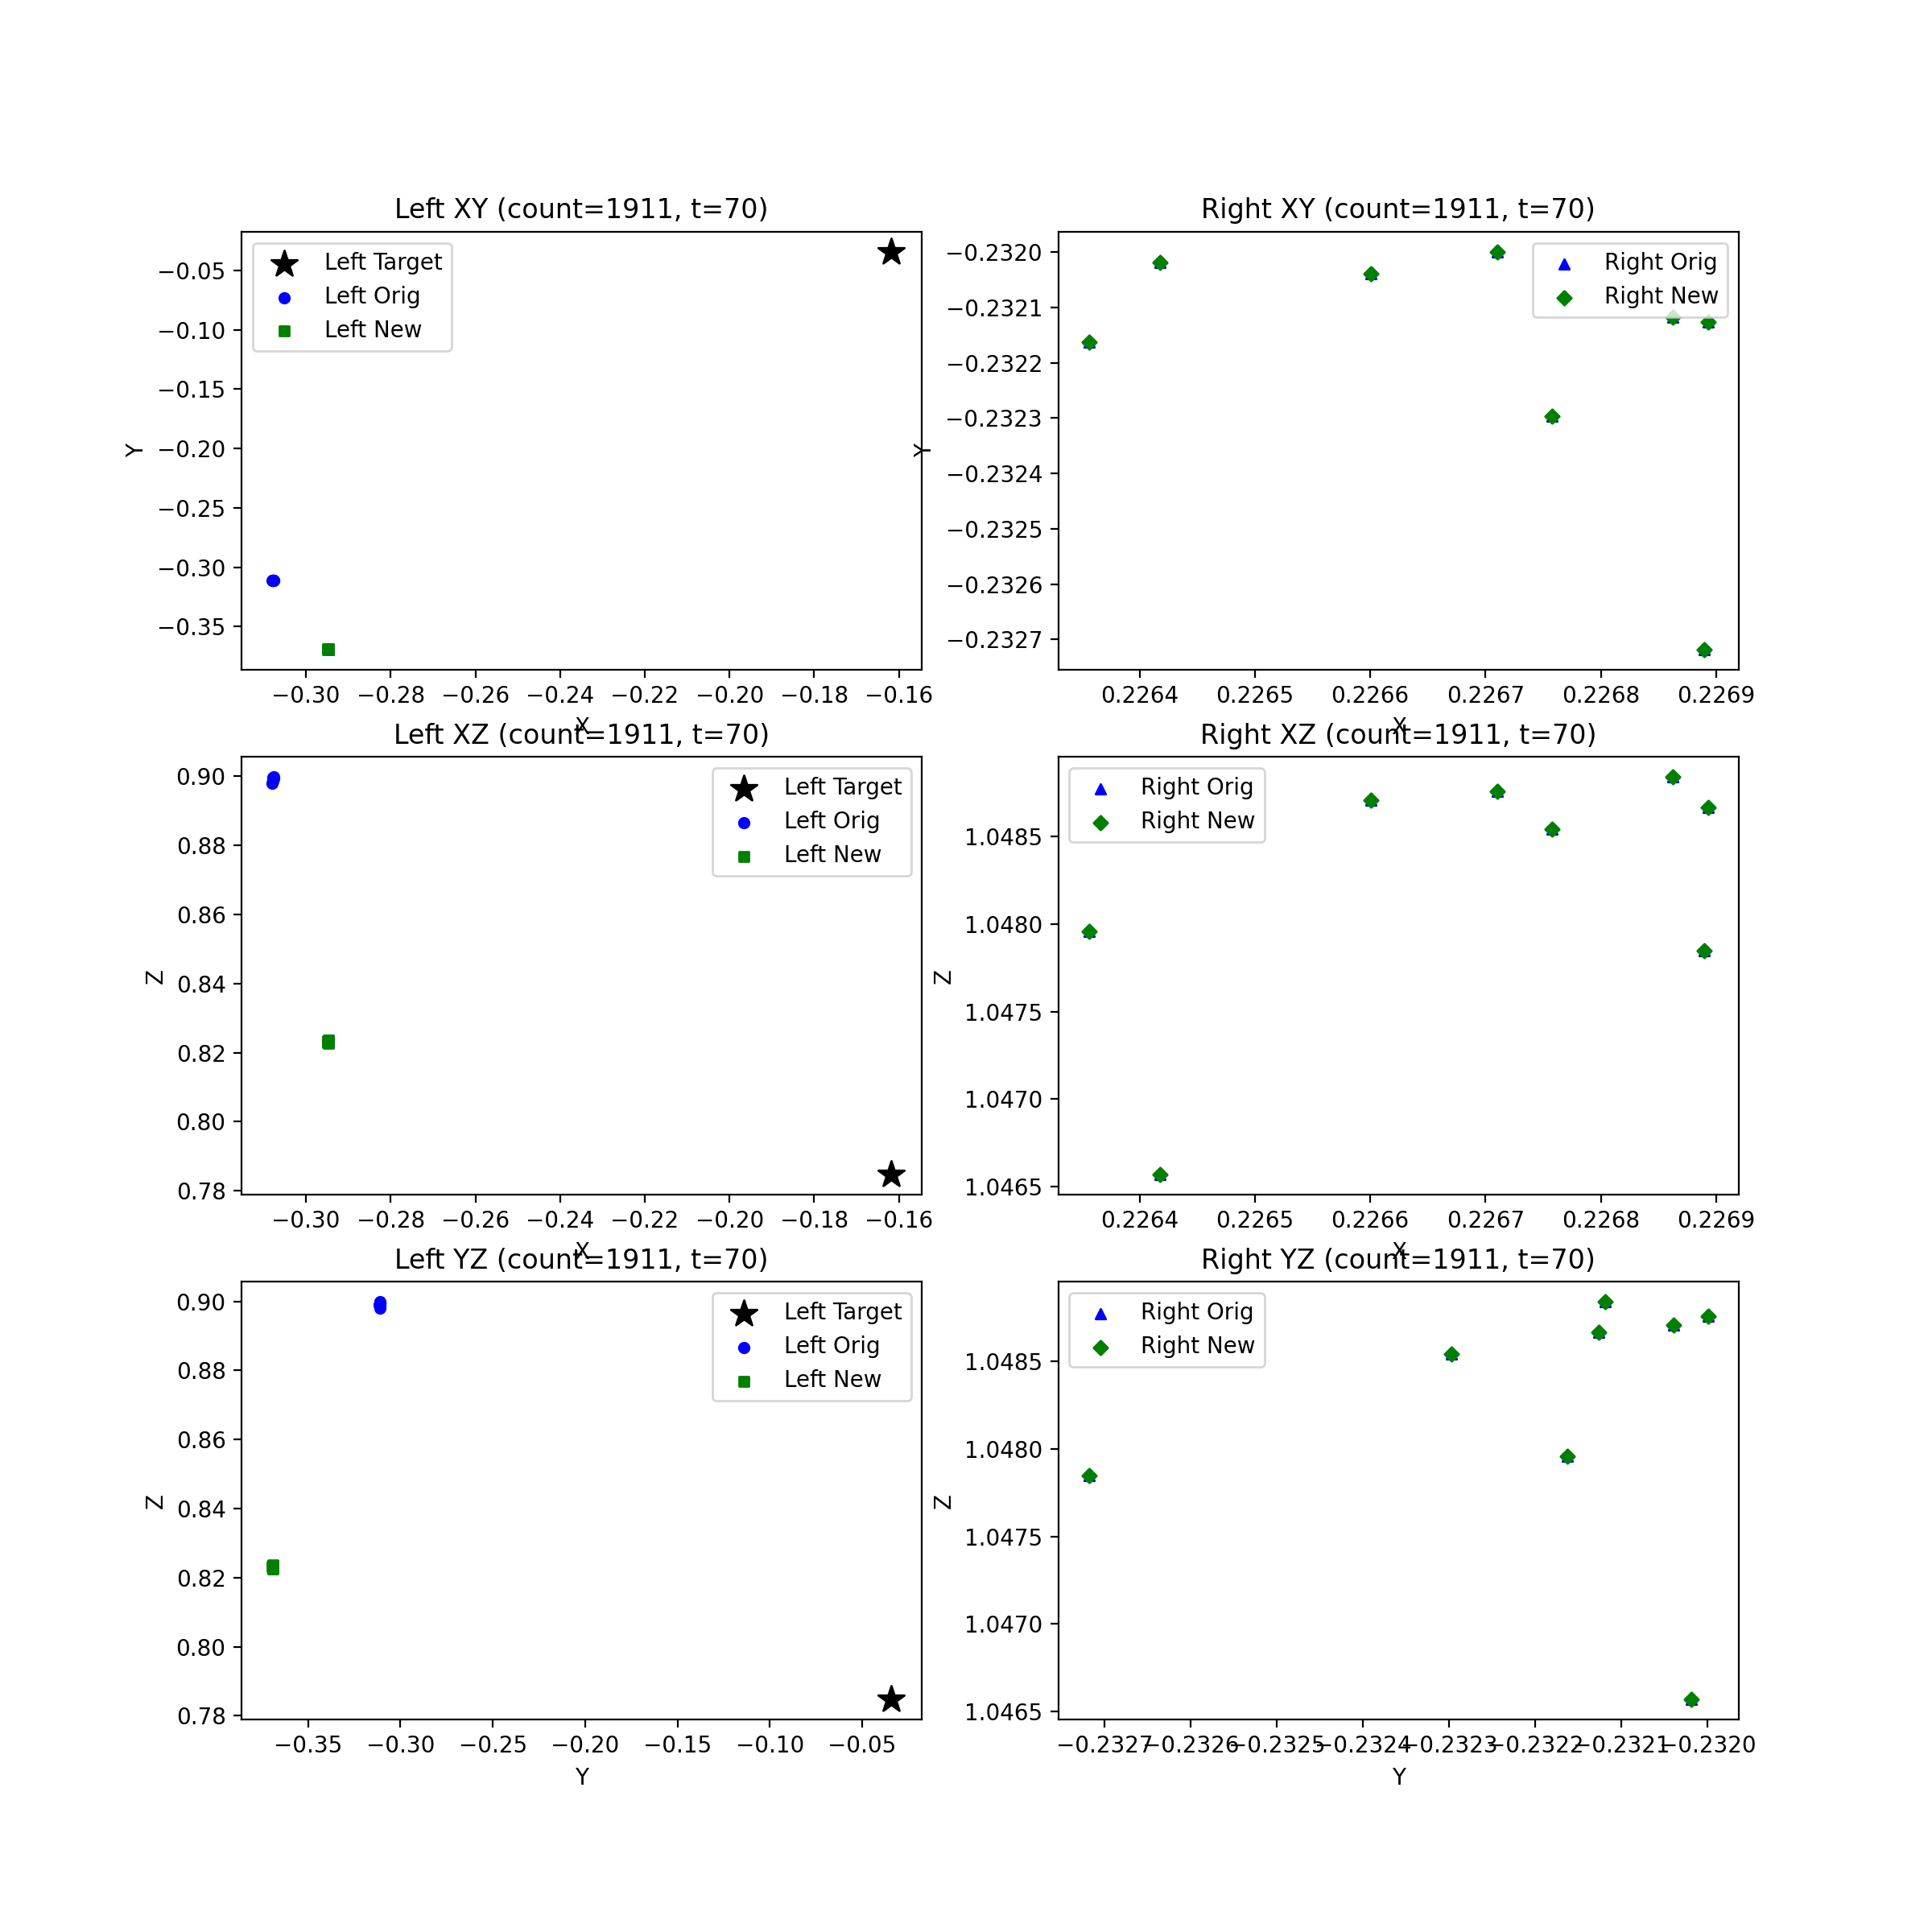 Left XY (count=1911, t=70)
Left Target
Left Orig
Left New
−0.05
−0.10
−0.15
−0.20
−0.25
−0.30
−0.35
Y
−0.30 −0.28 −0.26 −0.24 −0.22 −0.20 −0.18 −0.16
X
Right XY (count=1911, t=70)
Right Orig
Right New
−0.2320
−0.2321
−0.2322
−0.2323
−0.2324
−0.2325
−0.2326
−0.2327
Y
0.2264 0.2265 0.2266 0.2267 0.2268 0.2269
X
Left XZ (count=1911, t=70)
Left Target
Left Orig
Left New
0.90
0.88
0.86
0.84
0.82
0.80
0.78
Z
−0.30 −0.28 −0.26 −0.24 −0.22 −0.20 −0.18 −0.16
X
Right XZ (count=1911, t=70)
Right Orig
Right New
1.0485
1.0480
1.0475
1.0470
1.0465
Z
0.2264 0.2265 0.2266 0.2267 0.2268 0.2269
X
Left YZ (count=1911, t=70)
Left Target
Left Orig
Left New
0.90
0.88
0.86
0.84
0.82
0.80
0.78
Z
−0.35 −0.30 −0.25 −0.20 −0.15 −0.10 −0.05
Y
Right YZ (count=1911, t=70)
Right Orig
Right New
1.0485
1.0480
1.0475
1.0470
1.0465
Z
−0.2327 −0.2326 −0.2325 −0.2324 −0.2323 −0.2322 −0.2321 −0.2320
Y